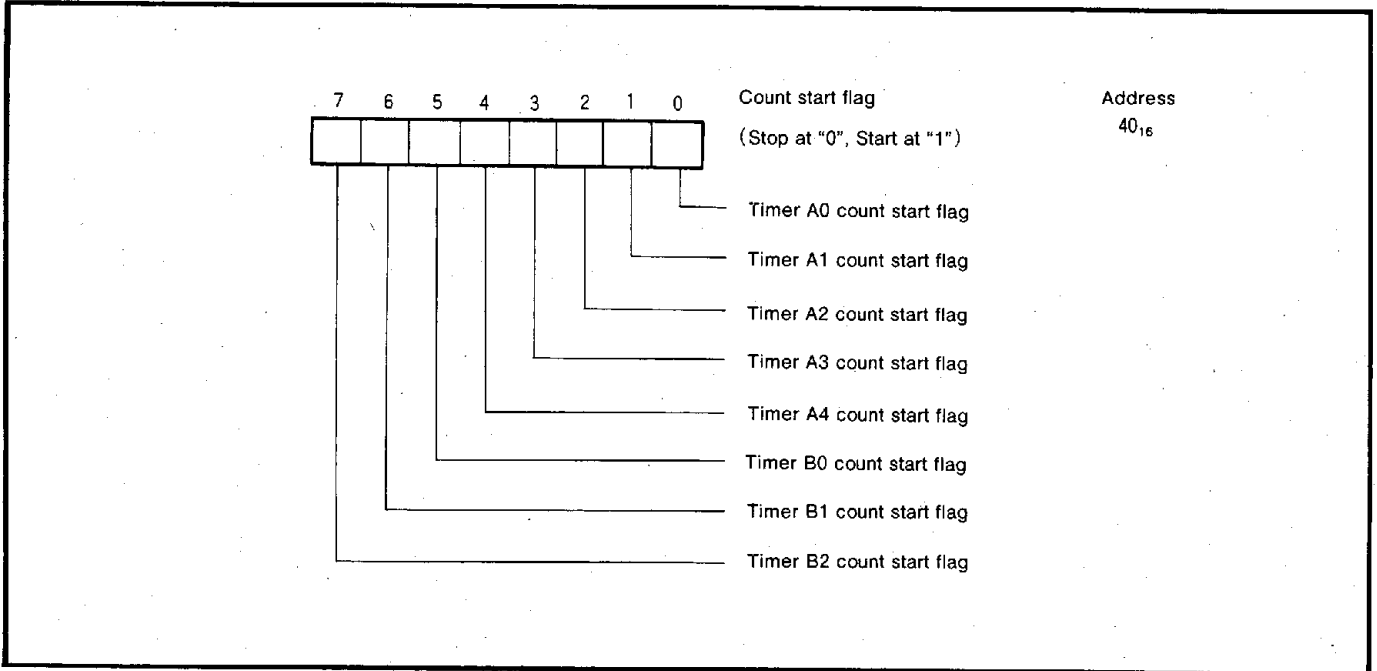 7 6 5 4 3 2 1 0
Count start flag
(Stop at “0”, Start at “1”)
Address
40₁₆
Timer A0 count start flag
Timer A1 count start flag
Timer A2 count start flag
Timer A3 count start flag
Timer A4 count start flag
Timer B0 count start flag
Timer B1 count start flag
Timer B2 count start flag